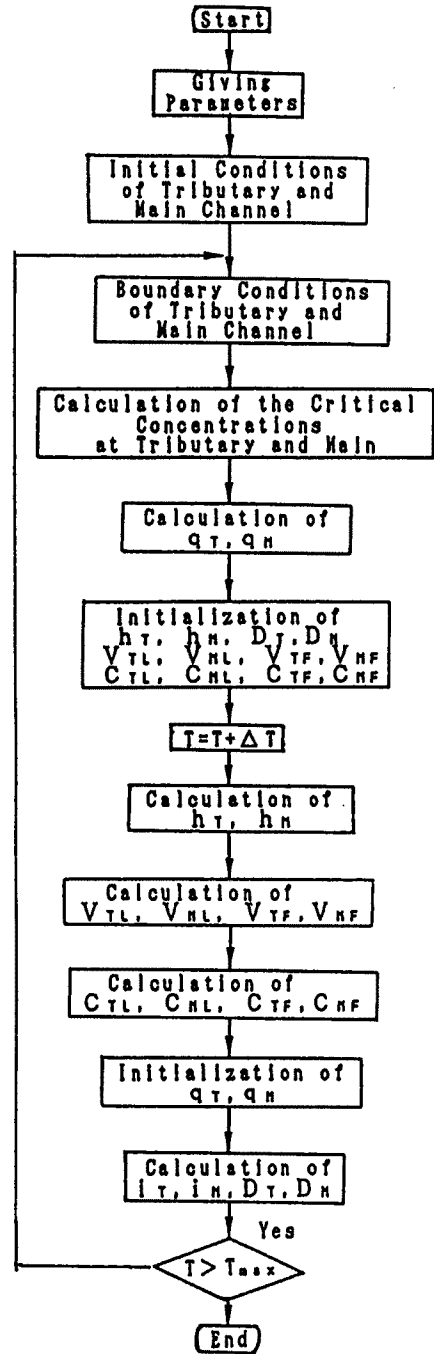 Start
Giving
Parameters
Initial Conditions
of Tributary and
Main Channel
Boundary Conditions
of Tributary and
Main Channel
Calculation of the Critical
Concentrations
at Tributary and Main
Calculation of
qT, qM
Initialization of
hT, hM, DT, DM
VTL, VML, VTF, VMF
CTL, CML, CTF, CMF
T=T+ΔT
Calculation of
hT, hM
Calculation of
VTL, VML, VTF, VMF
Calculation of
CTL, CML, CTF, CMF
Initialization of
qT, qM
Calculation of
iT, iM, DT, DM
Yes
T > Tmax
End